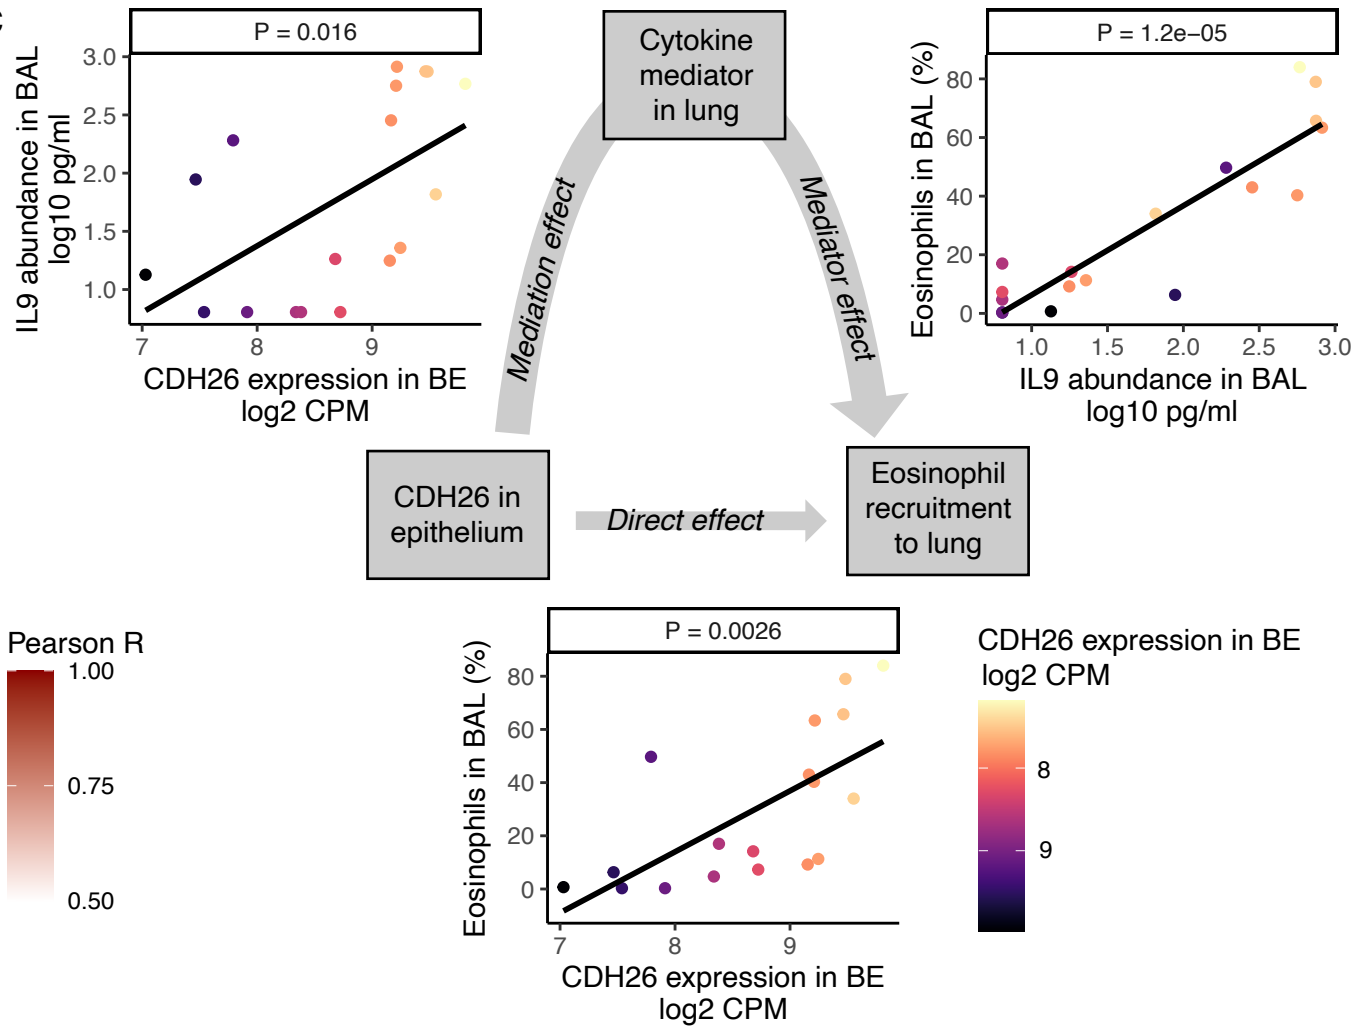 C
P = 0.016
IL9 abundance in BAL
log10 pg/ml
3.0
2.5
2.0
1.5
1.0
7
8
9
CDH26 expression in BE
log2 CPM
Cytokine
mediator
in lung
Mediation effect
Mediator effect
P = 1.2e−05
Eosinophils in BAL (%)
80
60
40
20
0
1.0
1.5
2.0
2.5
3.0
IL9 abundance in BAL
log10 pg/ml
CDH26 in
epithelium
Direct effect
Eosinophil
recruitment
to lung
Pearson R
1.00
0.75
0.50
P = 0.0026
Eosinophils in BAL (%)
80
60
40
20
0
7
8
9
CDH26 expression in BE
log2 CPM
CDH26 expression in BE
log2 CPM
8
9